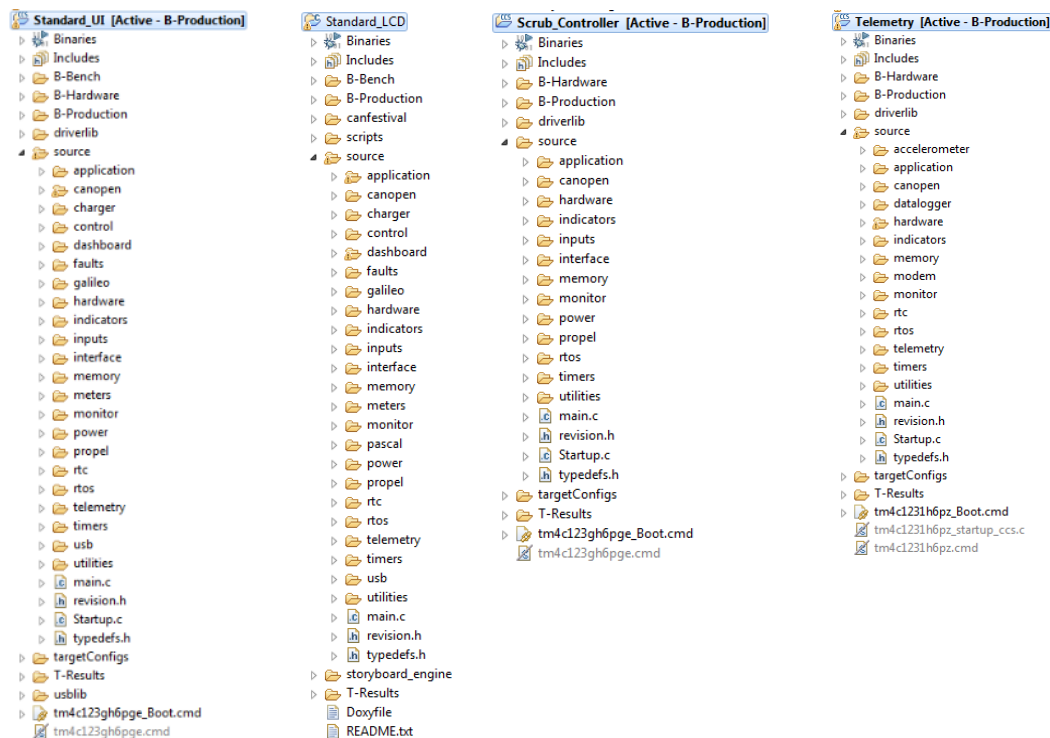 Standard_UI [Active - B-Production]
Binaries
Includes
B-Bench
B-Hardware
B-Production
driverlib
source
application
canopen
charger
control
dashboard
faults
galileo
hardware
indicators
inputs
interface
memory
meters
monitor
power
propel
rtc
rtos
telemetry
timers
usb
utilities
main.c
revision.h
Startup.c
typedefs.h
targetConfigs
T-Results
usblib
tm4c123gh6pge_Boot.cmd
tm4c123gh6pge.cmd
Standard_LCD
Binaries
Includes
B-Bench
B-Production
canfestival
scripts
source
application
canopen
charger
control
dashboard
faults
galileo
hardware
indicators
inputs
interface
memory
meters
monitor
pascal
power
propel
rtc
rtos
telemetry
timers
usb
utilities
main.c
revision.h
typedefs.h
storyboard_engine
T-Results
Doxyfile
README.txt
Scrub_Controller [Active - B-Production]
Binaries
Includes
B-Hardware
B-Production
driverlib
source
application
canopen
hardware
indicators
inputs
interface
memory
monitor
power
propel
rtos
timers
utilities
main.c
revision.h
Startup.c
typedefs.h
targetConfigs
T-Results
tm4c123gh6pge_Boot.cmd
tm4c123gh6pge.cmd
Telemetry [Active - B-Production]
Binaries
Includes
B-Hardware
B-Production
driverlib
source
accelerometer
application
canopen
datalogger
hardware
indicators
memory
modem
monitor
rtc
rtos
telemetry
timers
utilities
main.c
revision.h
Startup.c
typedefs.h
targetConfigs
T-Results
tm4c1231h6pz_Boot.cmd
tm4c1231h6pz_startup_ccs.c
tm4c1231h6pz.cmd